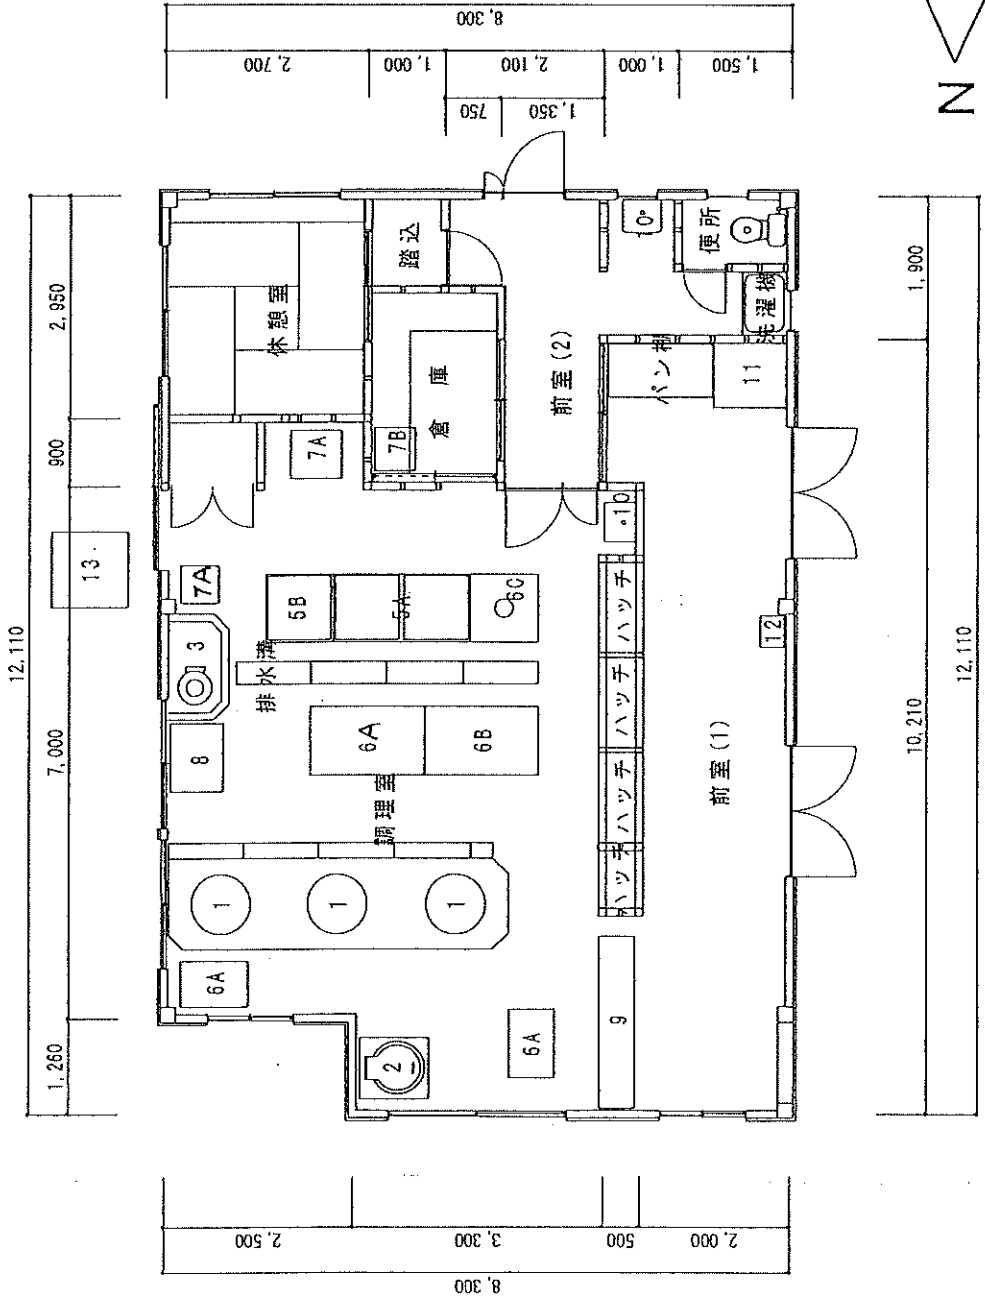 8,300
2,700
1,000
2,100
1,000
1,500
750
1,350
N
12,110
2,950
900
7,000
1,260
13
休憩室
踏込
倉庫
7B
7A
前室(2)
10
便所
洗濯機
パン棚
11
1,900
7A
3
排水溝
5B
5A
6C
10
ハッチ
ハッチ
ハッチ
ハッチ
12
8
6A
6B
調理室
前室(1)
10,210
12,110
1
1
1
6A
2
6A
9
2,500
3,300
500
2,000
8,300